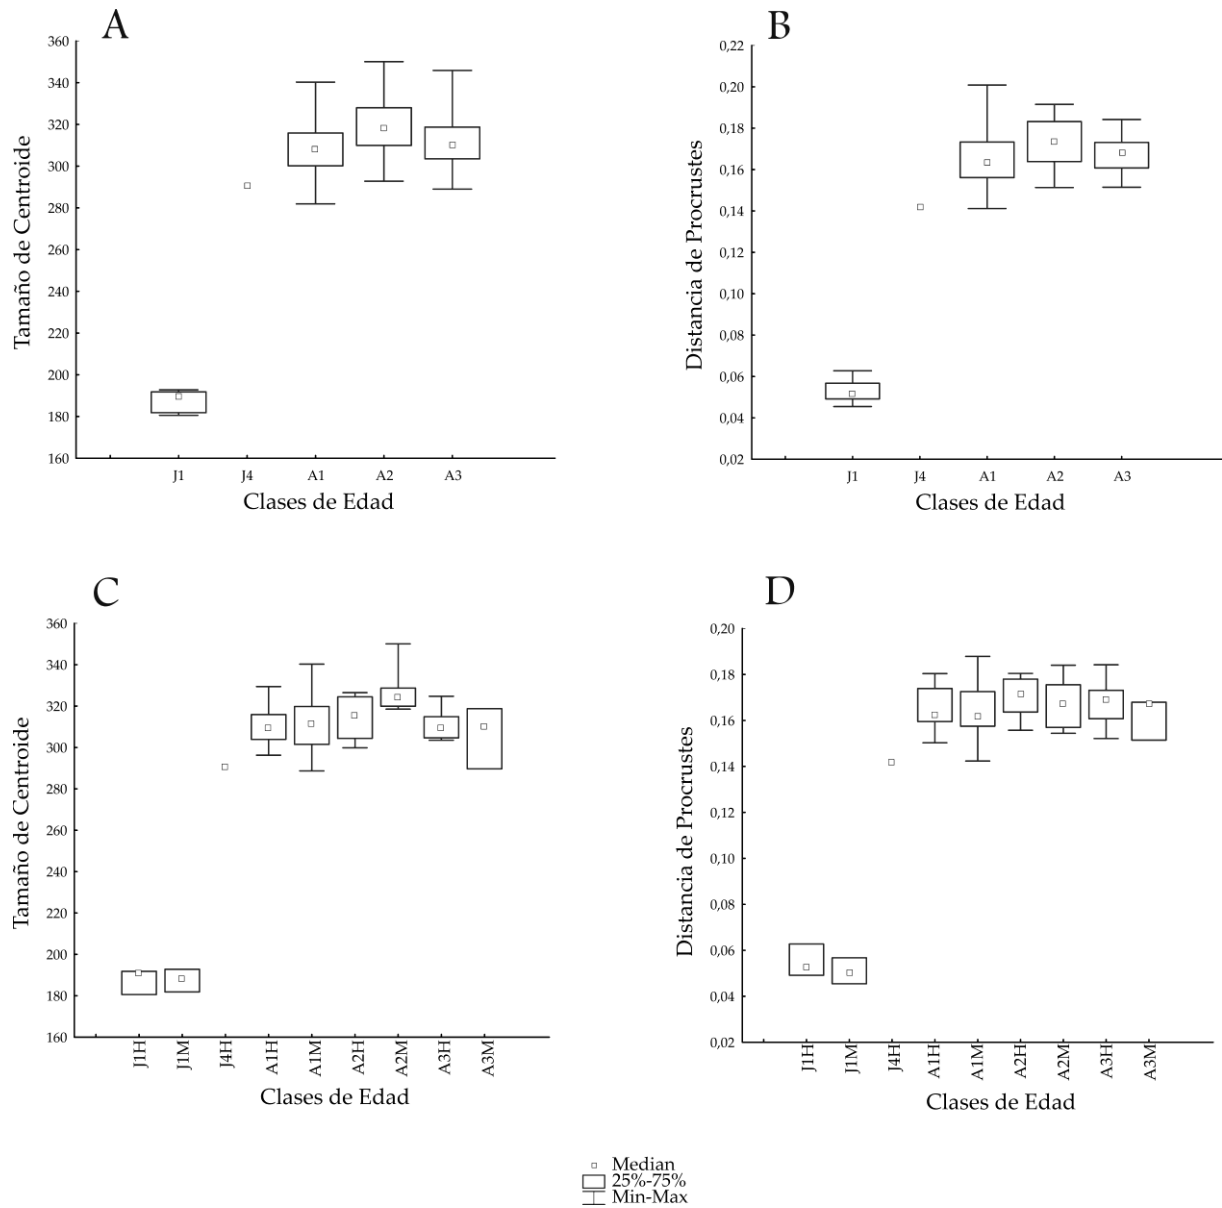 A
Tamaño de Centroide
360
340
320
300
280
260
240
220
200
180
160
J1 J4 A1 A2 A3
Clases de Edad
B
Distancia de Procrustes
0,22
0,20
0,18
0,16
0,14
0,12
0,10
0,08
0,06
0,04
0,02
J1 J4 A1 A2 A3
Clases de Edad
C
Tamaño de Centroide
360
340
320
300
280
260
240
220
200
180
160
J1H J1M J4H A1H A1M A2H A2M A3H A3M
Clases de Edad
D
Distancia de Procrustes
0,20
0,18
0,16
0,14
0,12
0,10
0,08
0,06
0,04
0,02
J1H J1M J4H A1H A1M A2H A2M A3H A3M
Clases de Edad
Median
25%-75%
Min-Max